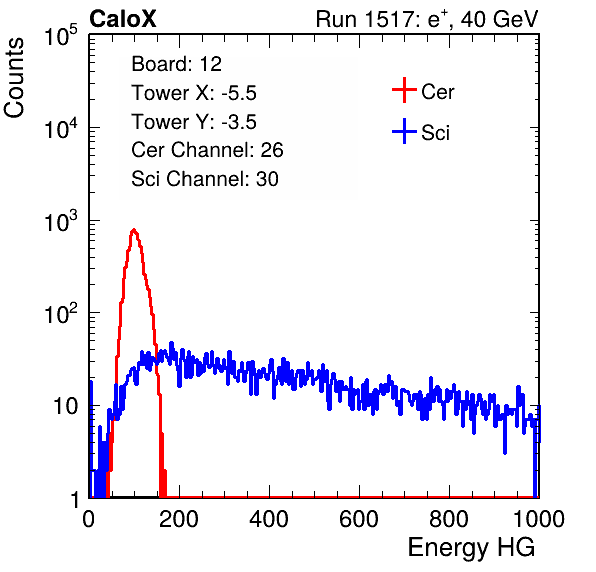 CaloX Run 1517: e+, 40 GeV
Counts
10^5
10^4
10^3
10^2
10
1
Board: 12
Tower X: -5.5
Tower Y: -3.5
Cer Channel: 26
Sci Channel: 30
Cer
Sci
0 200 400 600 800 1000
Energy HG